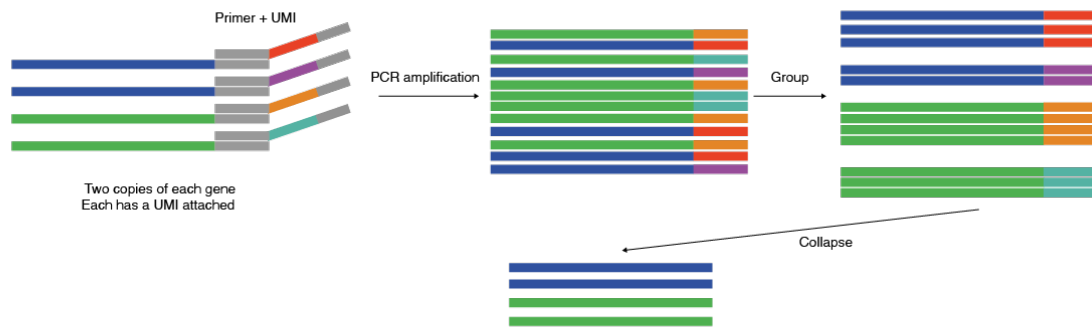 Primer + UMI
PCR amplification
Group
Two copies of each gene
Each has a UMI attached
Collapse